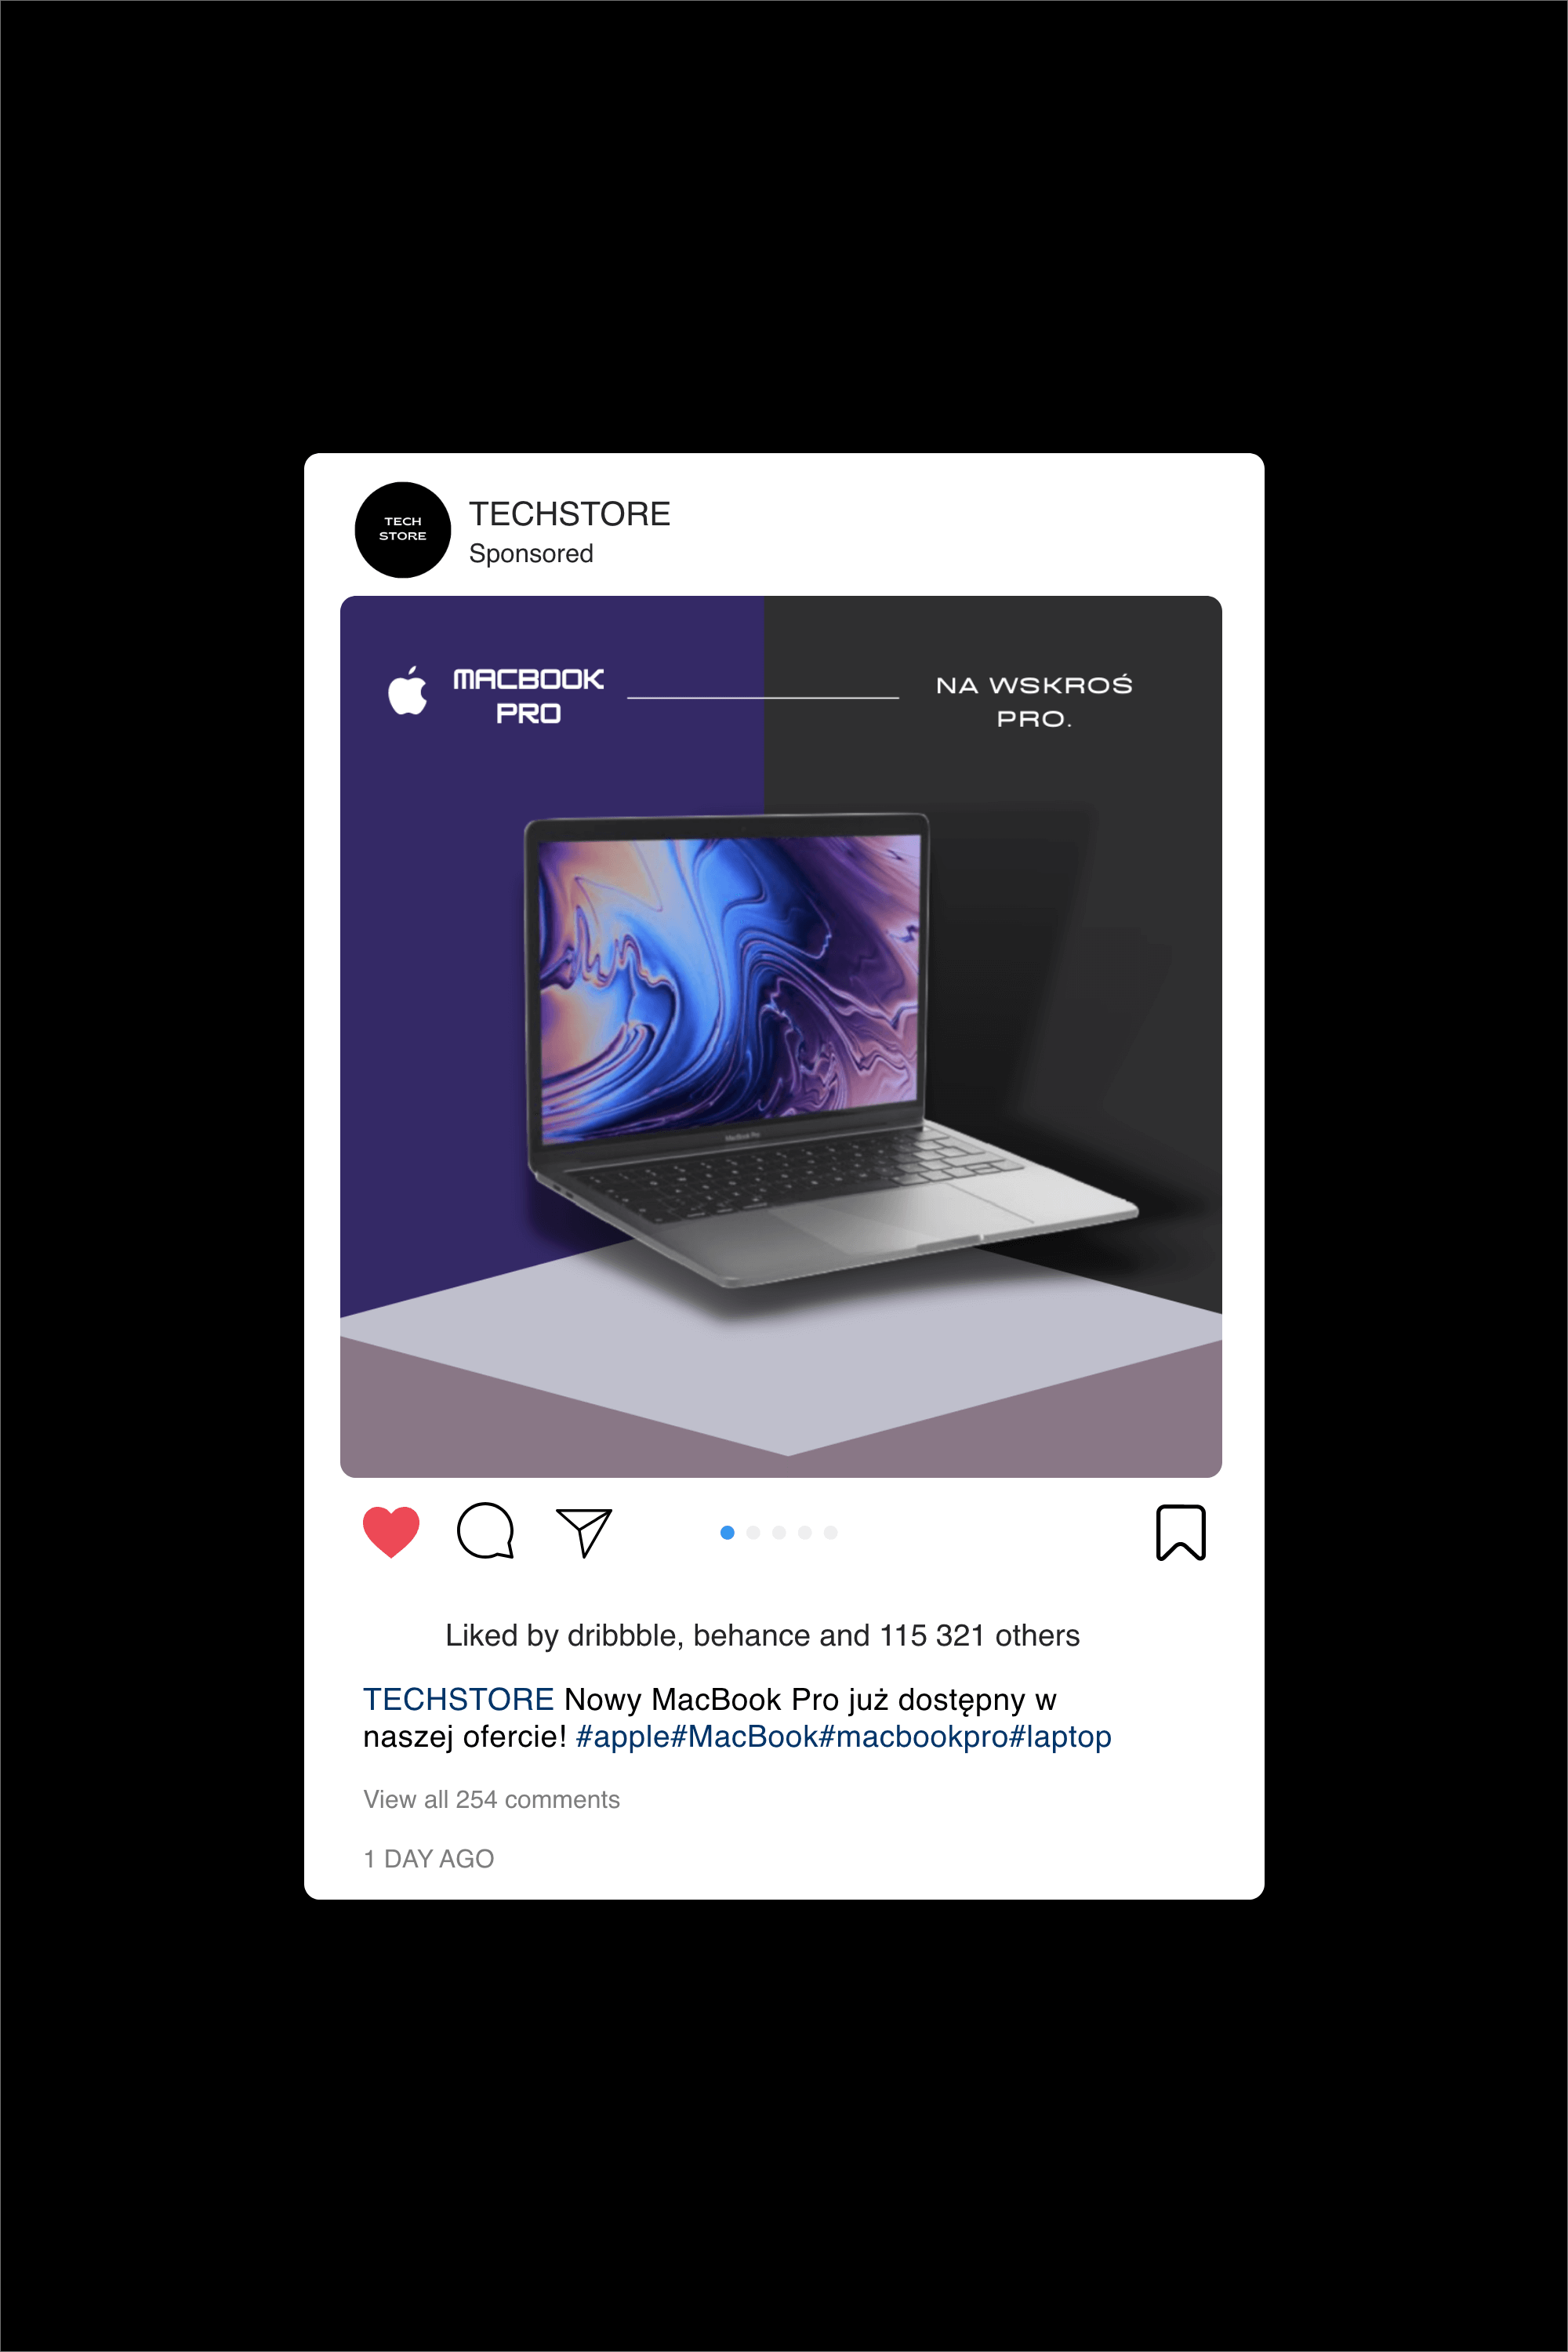 TECH
STORE
TECHSTORE
Sponsored
MACBOOK
PRO
NA WSKROŚ
PRO.
MacBook Pro
Liked by dribbble, behance and 115 321 others
TECHSTORE Nowy MacBook Pro już dostępny w
naszej ofercie! #apple#MacBook#macbookpro#laptop
View all 254 comments
1 DAY AGO